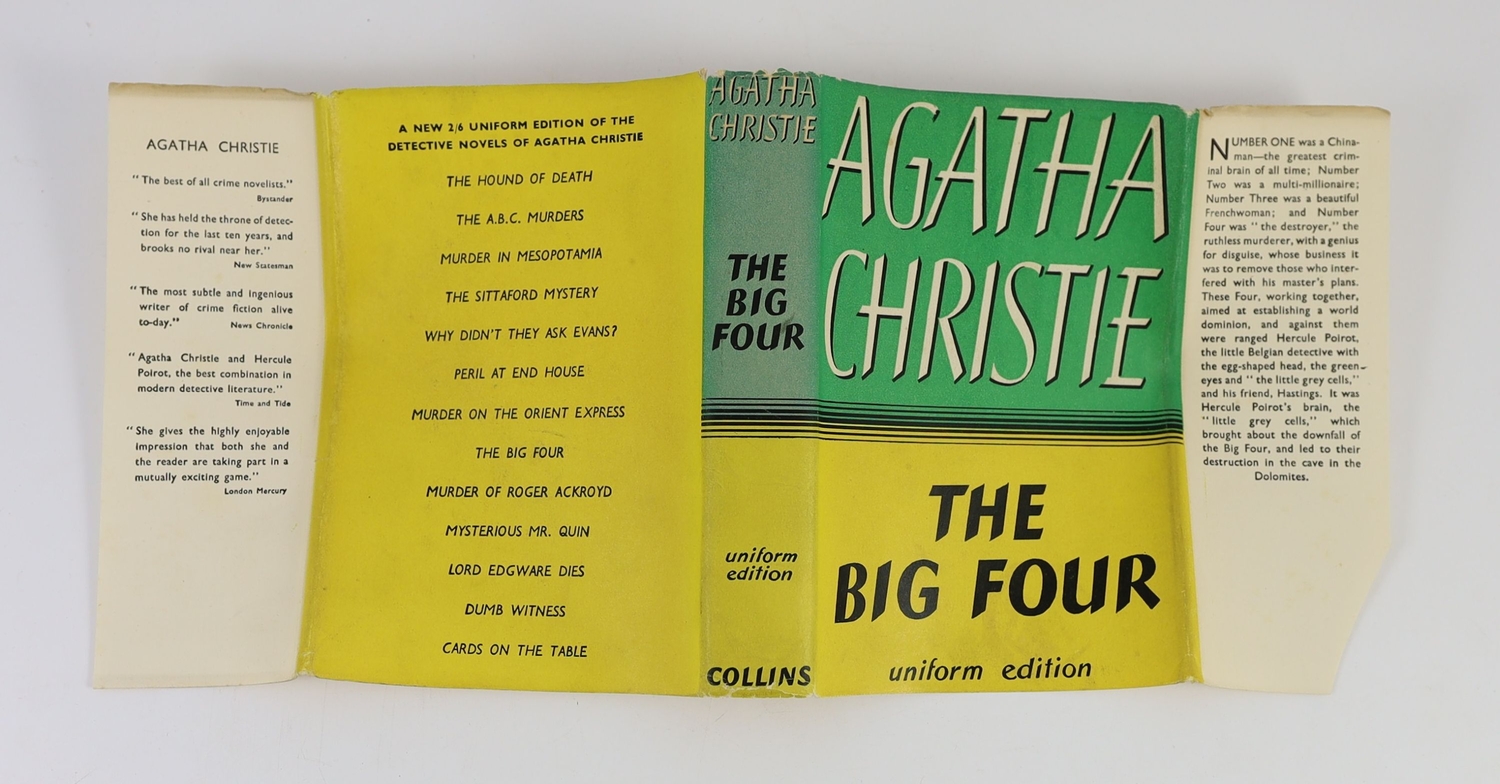 AGATHA CHRISTIE
"The best of all crime novelists."
Bystander
"She has held the throne of detec-
tion for the last ten years, and
brooks no rival near her."
New Statesman
"The most subtle and ingenious
writer of crime fiction alive
to-day." News Chronicle
"Agatha Christie and Hercule
Poirot, the best combination in
modern detective literature."
Time and Tide
"She gives the highly enjoyable
impression that both she and
the reader are taking part in a
mutually exciting game."
London Mercury
A NEW 2/6 UNIFORM EDITION OF THE
DETECTIVE NOVELS OF AGATHA CHRISTIE
THE HOUND OF DEATH
THE A.B.C. MURDERS
MURDER IN MESOPOTAMIA
THE SITTAFORD MYSTERY
WHY DIDN'T THEY ASK EVANS?
PERIL AT END HOUSE
MURDER ON THE ORIENT EXPRESS
THE BIG FOUR
MURDER OF ROGER ACKROYD
MYSTERIOUS MR. QUIN
LORD EDGWARE DIES
DUMB WITNESS
CARDS ON THE TABLE
AGATHA
CHRISTIE
THE
BIG
FOUR
uniform
edition
COLLINS
AGATHA
CHRISTIE
THE
BIG FOUR
uniform edition
NUMBER ONE was a China-
man—the greatest crim-
inal brain of all time; Number
Two was a multi-millionaire;
Number Three was a beautiful
Frenchwoman; and Number
Four was "the destroyer," the
ruthless murderer, with a genius
for disguise, whose business it
was to remove those who inter-
fered with his master's plans.
These Four, working together,
aimed at establishing a world
dominion, and against them
were ranged Hercule Poirot,
the little Belgian detective with
the egg-shaped head, the green-
eyes and "the little grey cells,"
and his friend, Hastings. It was
Hercule Poirot's brain, the
"little grey cells," which
brought about the downfall of
the Big Four, and led to their
destruction in the cave in the
Dolomites.